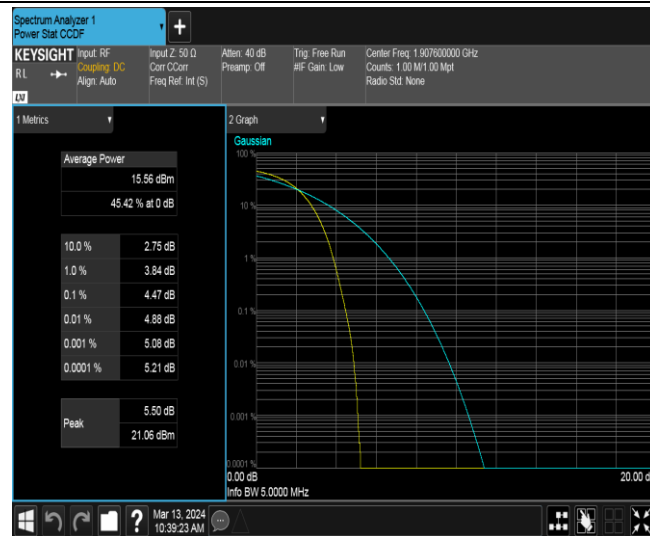 Spectrum Analyzer 1
Power Stat CCDF
+
KEYSIGHT
RL
LXI
Input: RF
Coupling: DC
Align: Auto
Input Z: 50 Ω
Corr CCorr
Freq Ref: Int (S)
Atten: 40 dB
Preamp: Off
Trig: Free Run
#IF Gain: Low
Center Freq: 1.907600000 GHz
Counts: 1.00 M/1.00 Mpt
Radio Std: None
1 Metrics
Average Power
15.56 dBm
45.42 % at 0 dB
10.0 % 2.75 dB
1.0 % 3.84 dB
0.1 % 4.47 dB
0.01 % 4.88 dB
0.001 % 5.08 dB
0.0001 % 5.21 dB
Peak
5.50 dB
21.06 dBm
2 Graph
Gaussian
100 %
10 %
1 %
0.1 %
0.01 %
0.001 %
0.0001 %
0.00 dB
20.00 d
Info BW 5.0000 MHz
?
Mar 13, 2024
10:39:23 AM